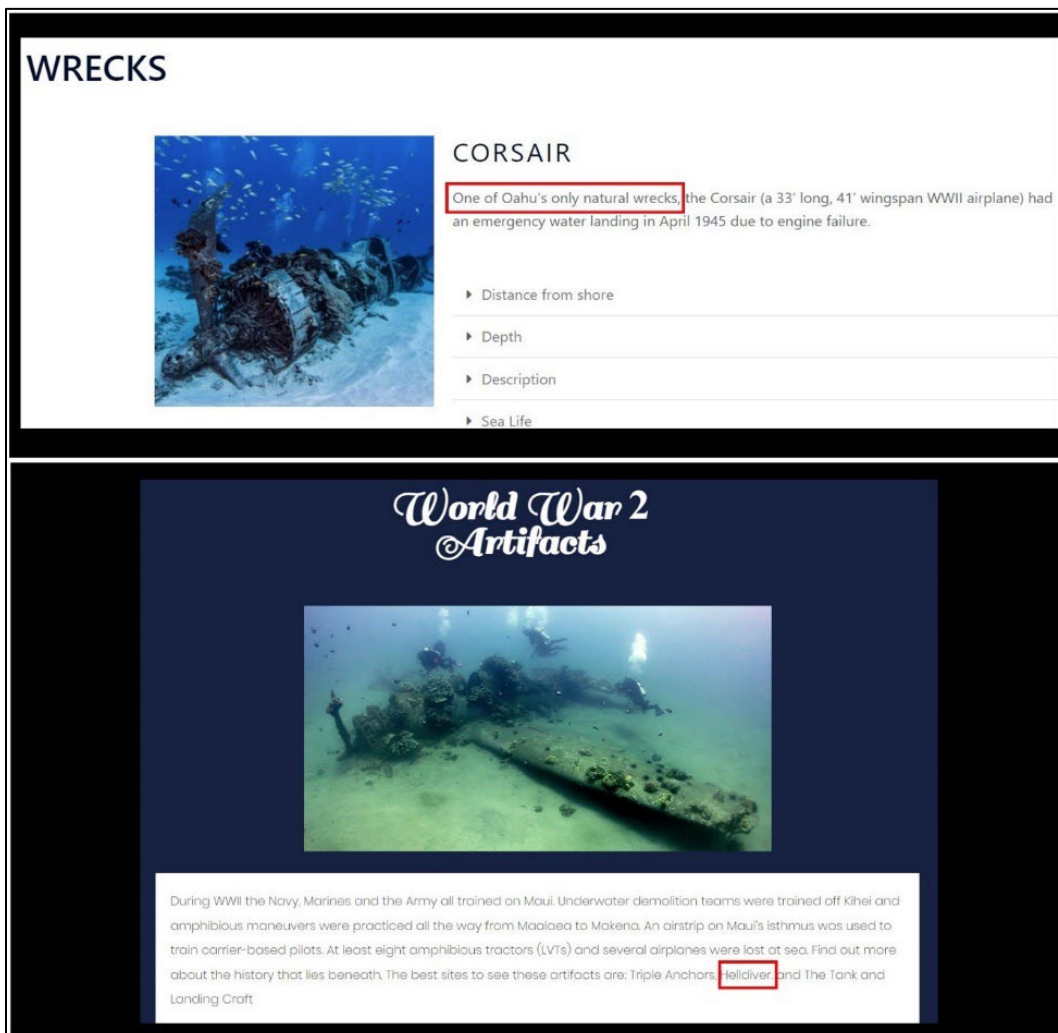 WRECKS
CORSAIR
One of Oahu's only natural wrecks, the Corsair (a 33' long, 41' wingspan WWII airplane) had
an emergency water landing in April 1945 due to engine failure.
Distance from shore
Depth
Description
Sea Life
World War 2
Artifacts
During WWII the Navy, Marines and the Army all trained on Maui. Underwater demolition teams were trained off Kihei and
amphibious maneuvers were practiced all the way from Maalaea to Makena. An airstrip on Maui's isthmus was used to
train carrier-based pilots. At least eight amphibious tractors (LVTs) and several airplanes were lost at sea. Find out more
about the history that lies beneath. The best sites to see these artifacts are: Triple Anchors, Helldiver, and The Tank and
Landing Craft